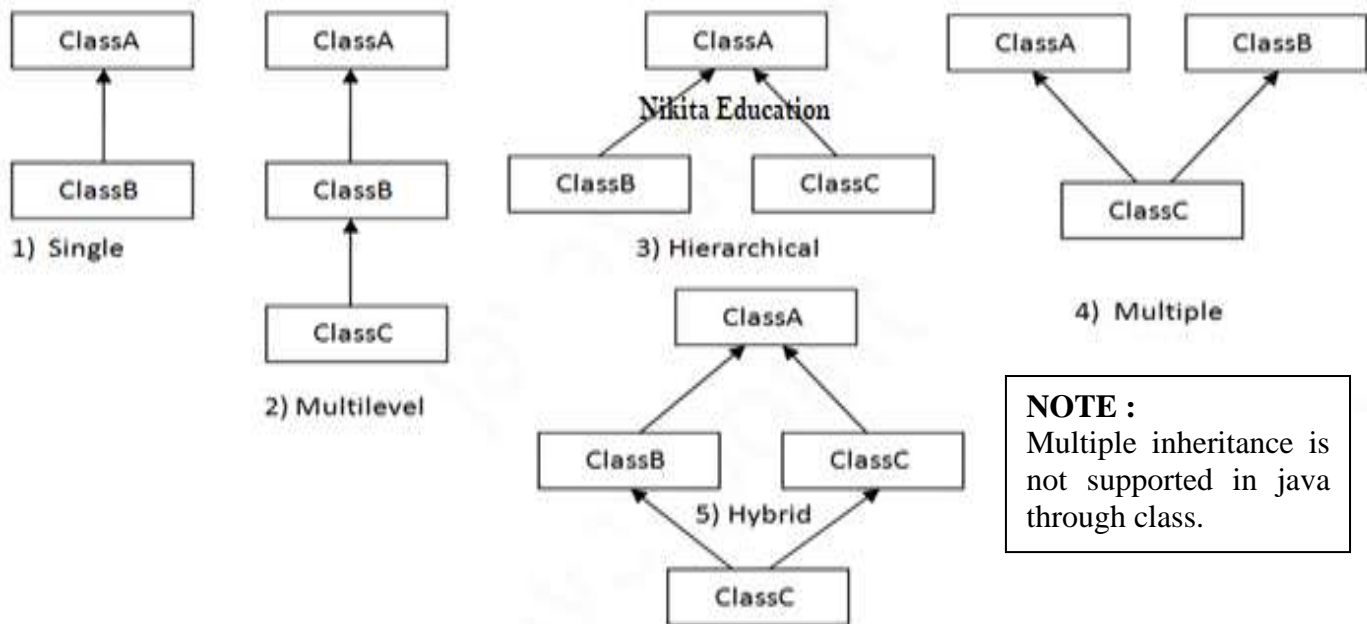 ClassA
ClassB
1) Single
ClassA
ClassB
ClassC
2) Multilevel
ClassA
Nikita Education
ClassB ClassC
3) Hierarchical
ClassA ClassB
ClassC
4) Multiple
ClassA
ClassB ClassC
5) Hybrid
ClassC
NOTE :
Multiple inheritance is
not supported in java
through class.